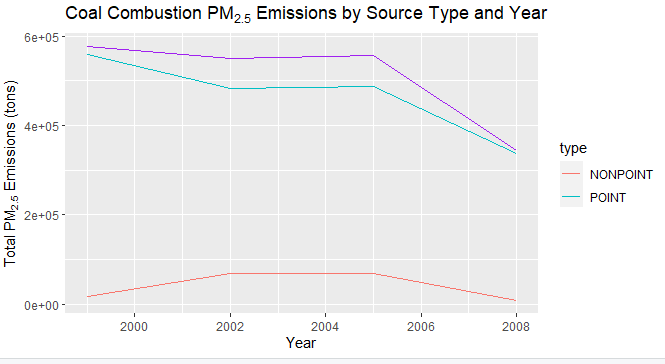 Coal Combustion PM2.5 Emissions by Source Type and Year
Total PM2.5 Emissions (tons)
6e+05
4e+05
2e+05
0e+00
2000 2002 2004 2006 2008
Year
type
NONPOINT
POINT